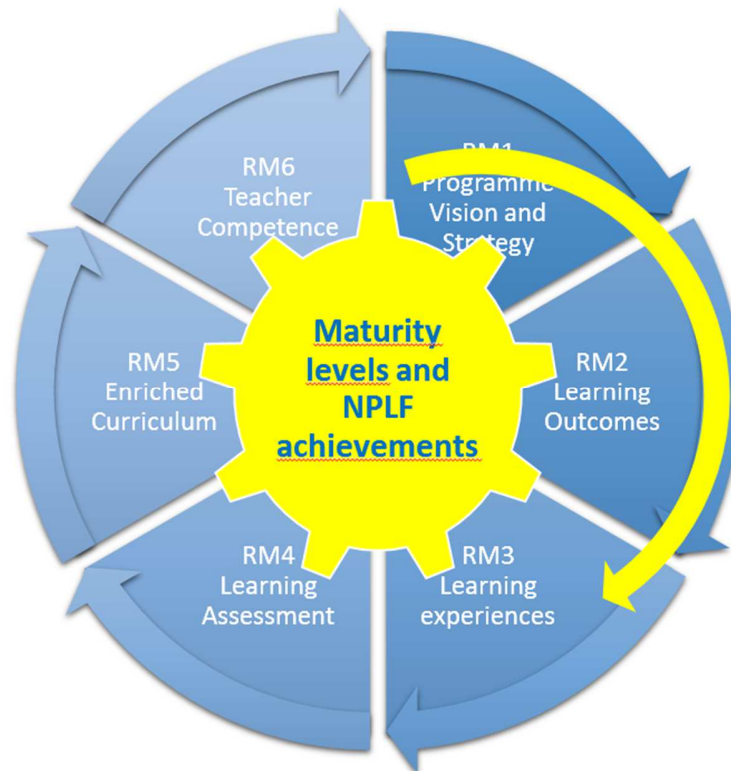 RM1
Programme
Vision and
Strategy
RM2
Learning
Outcomes
RM3
Learning
experiences
RM4
Learning
Assessment
RM5
Enriched
Curriculum
RM6
Teacher
Competence
Maturity
levels and
NPLF
achievements